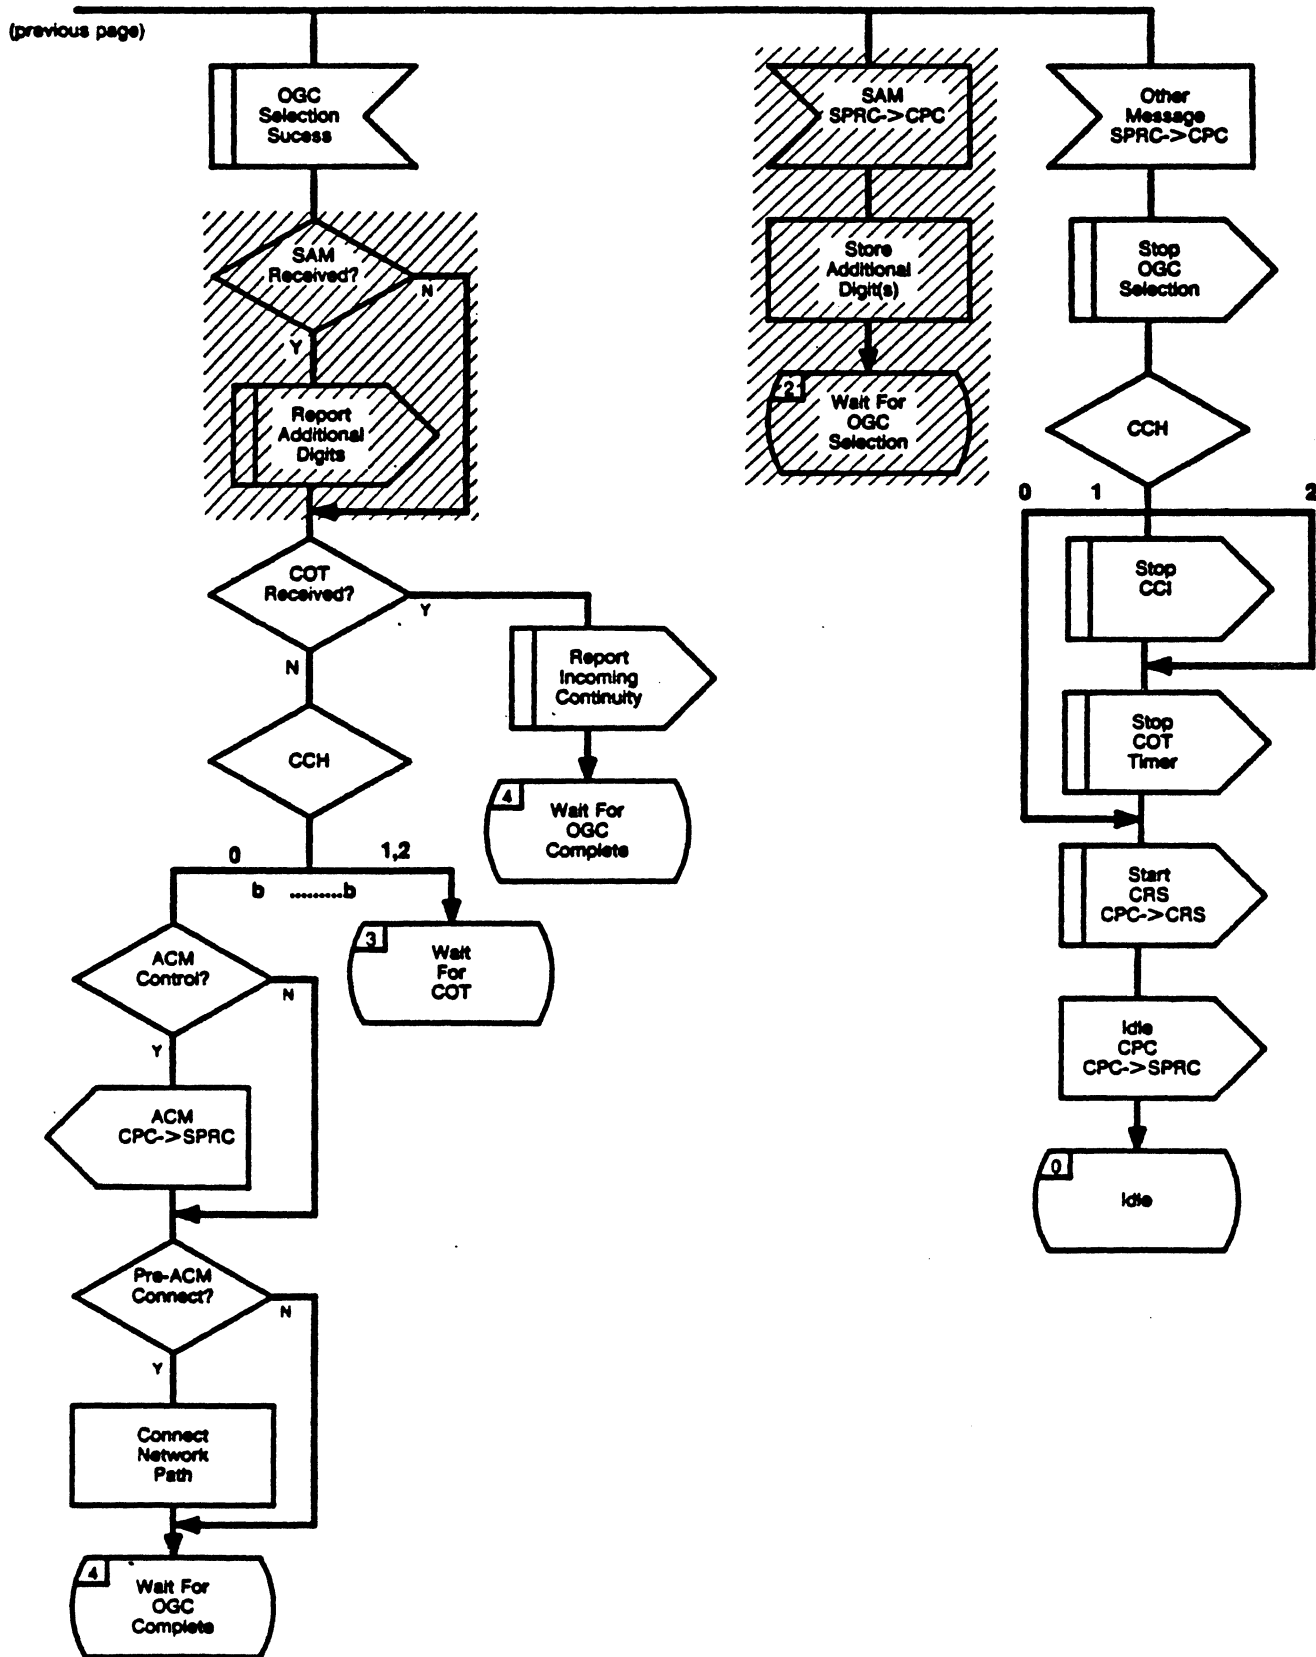 (previous page)
OGC
Selection
Sucess
SAM
Received?
N
Y
Report
Additional
Digits
COT
Received?
Y
N
Report
Incoming
Continuity
4
Wait For
OGC
Complete
CCH
0
1,2
b .........b
3
Wait
For
COT
ACM
Control?
N
Y
ACM
CPC->SPRC
Pre-ACM
Connect?
N
Y
Connect
Network
Path
4
Wait For
OGC
Complete
SAM
SPRC->CPC
Store
Additional
Digit(s)
2
Wait For
OGC
Selection
Other
Message
SPRC->CPC
Stop
OGC
Selection
CCH
0
1
2
Stop
CCI
Stop
COT
Timer
Start
CRS
CPC->CRS
Idle
CPC
CPC->SPRC
0
Idle